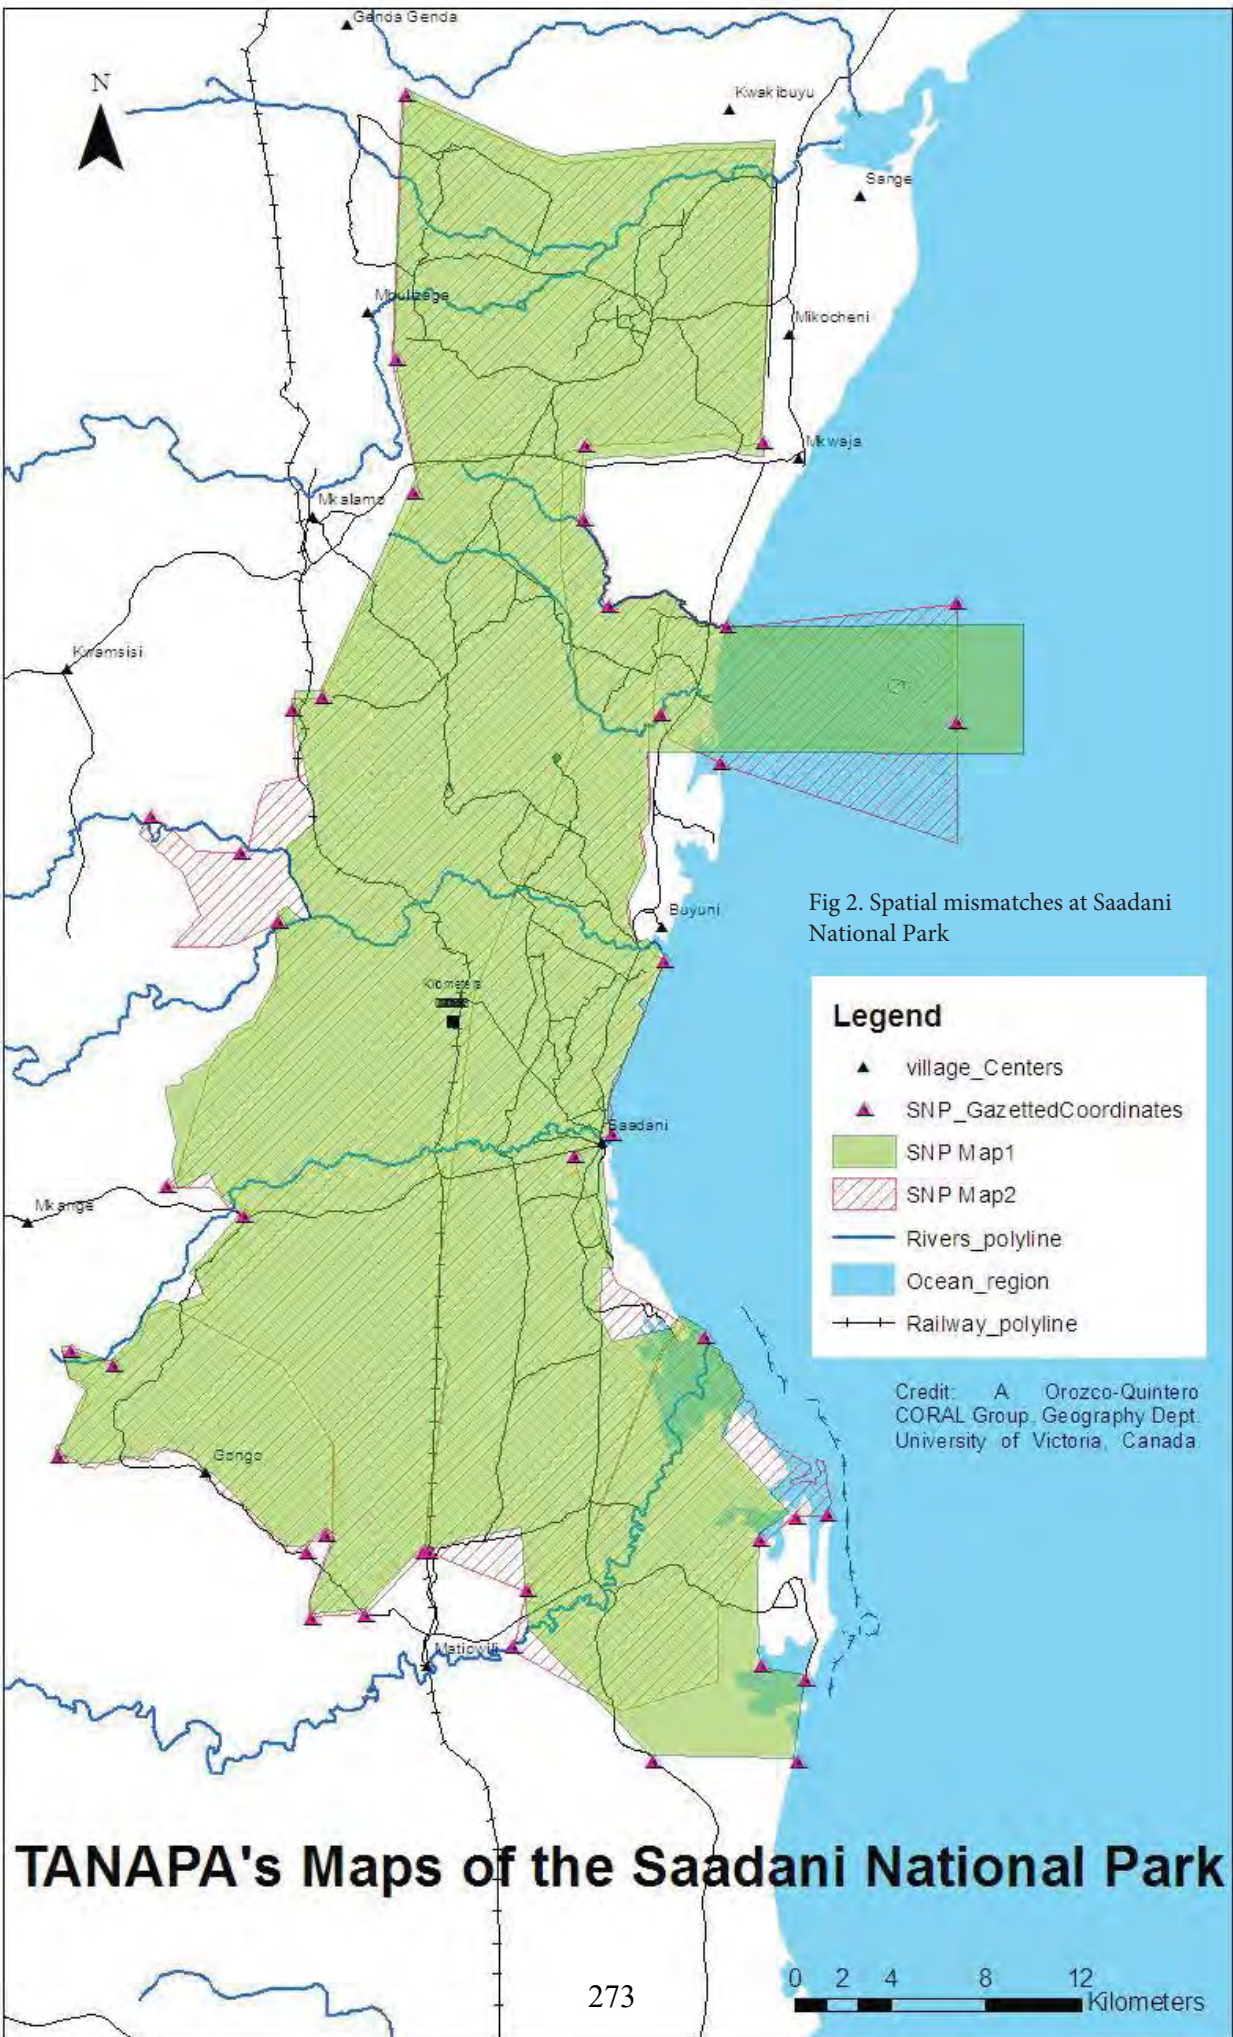 Genda Genda
N
Kwakibuyu
Sange
Mbulizaga
Mikocheni
Mkwaja
Mkalamo
Kwamsisi
Fig 2. Spatial mismatches at Saadani
National Park
Buyuni
Kilometers
Legend
village_Centers
SNP_GazettedCoordinates
SNP Map1
SNP Map2
Rivers_polyline
Ocean_region
Railway_polyline
Saadani
Mkange
Credit: A Orozco-Quintero
CORAL Group, Geography Dept.
University of Victoria, Canada
Gongo
Matipwili
TANAPA's Maps of the Saadani National Park
0 2 4 8 12
Kilometers
273